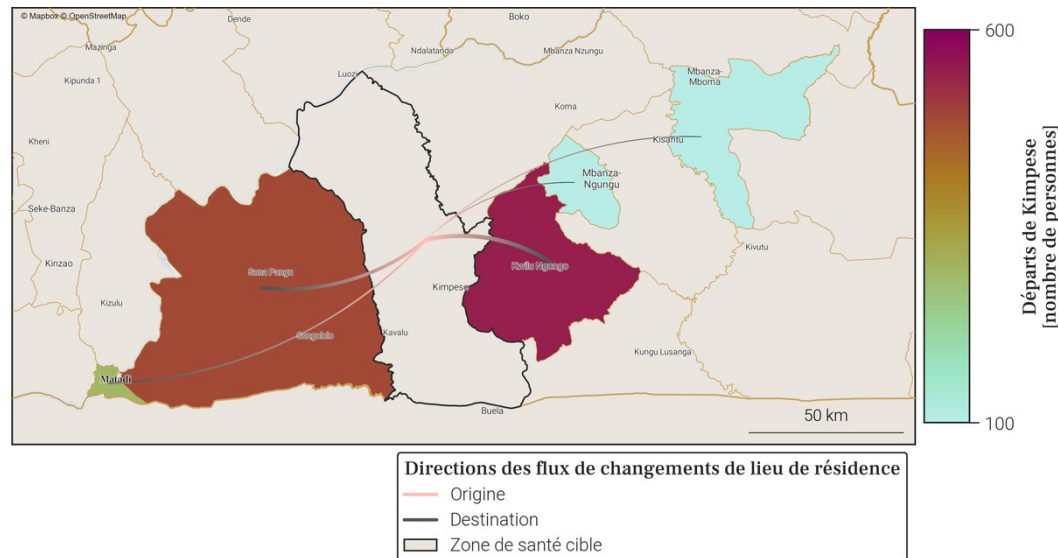 © Mapbox © OpenStreetMap
Dende
Boko
600
Mazinga
Ndalatando
Mbanza Nzungu
Kipunda 1
Luozi
Mbanza-
Mboma
Koma
Kheni
Kisantu
Mbanza-
Ngungu
Seke-Banza
Kinzao
Sona Pangu
Kwilu Ngongo
Kivutu
Kimpese
Kizulu
Songololo
Kavalu
Kungu Lusanga
Matadi
Buela
50 km
100
Départs de Kimpese
[nombre de personnes]
Directions des flux de changements de lieu de résidence
Origine
Destination
Zone de santé cible